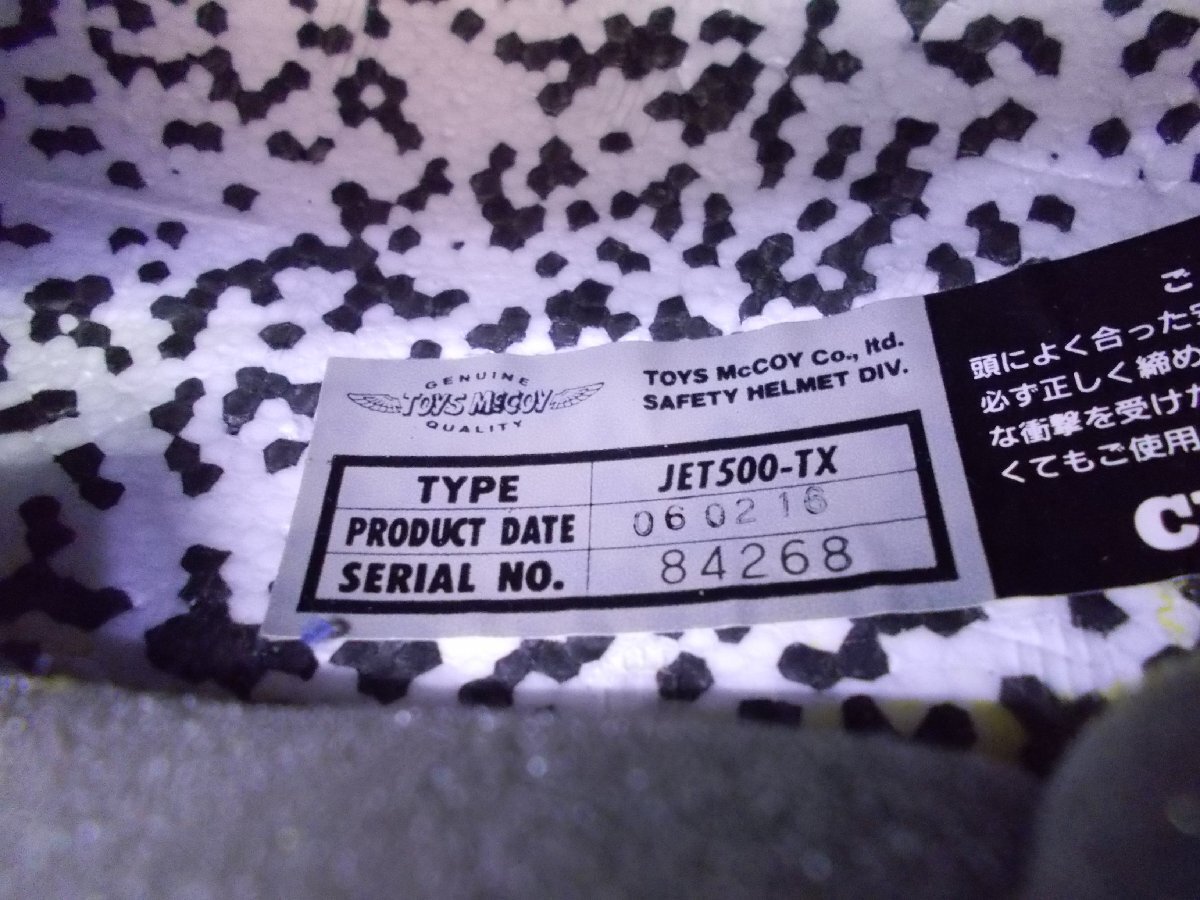 GENUINE
TOYS McCOY
QUALITY
TOYS McCOY Co., ltd.
SAFETY HELMET DIV.
TYPE JET500-TX
PRODUCT DATE 060216
SERIAL NO. 84268
ご
頭によく合った
必ず正しく締め
な衝撃を受けた
くてもご使用